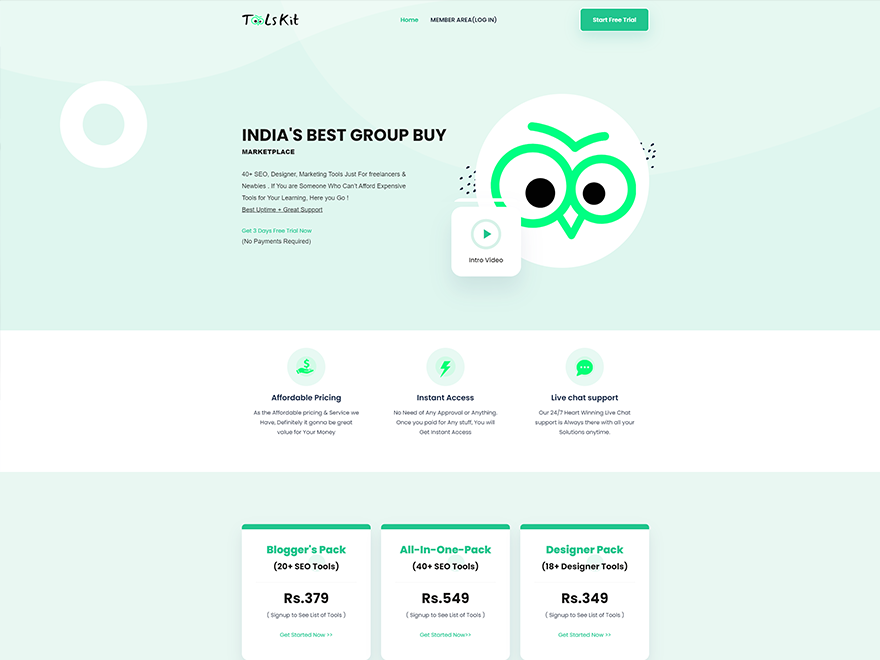 ToolsKit
Home MEMBER AREA(LOG IN) Start Free Trial
INDIA'S BEST GROUP BUY
MARKETPLACE
40+ SEO, Designer, Marketing Tools Just For freelancers &
Newbies . If You are Someone Who Can't Afford Expensive
Tools for Your Learning, Here you Go !
Best Uptime + Great Support
Get 3 Days Free Trial Now
(No Payments Required)
Intro Video
Affordable Pricing
As the Affordable pricing & Service we
Have, Definitely it gonna be great
value for Your Money
Instant Access
No Need of Any Approval or Anything.
Once you paid for Any stuff, You will
Get Instant Access
Live chat support
Our 24/7 Heart Winning Live Chat
support is Always there with all your
Solutions anytime.
Blogger's Pack
(20+ SEO Tools)
Rs.379
( Signup to See List of Tools )
Get Started Now >>
All-In-One-Pack
(40+ SEO Tools)
Rs.549
( Signup to See List of Tools )
Get Started Now>>
Designer Pack
(18+ Designer Tools)
Rs.349
( Signup to See List of Tools )
Get Started Now >>